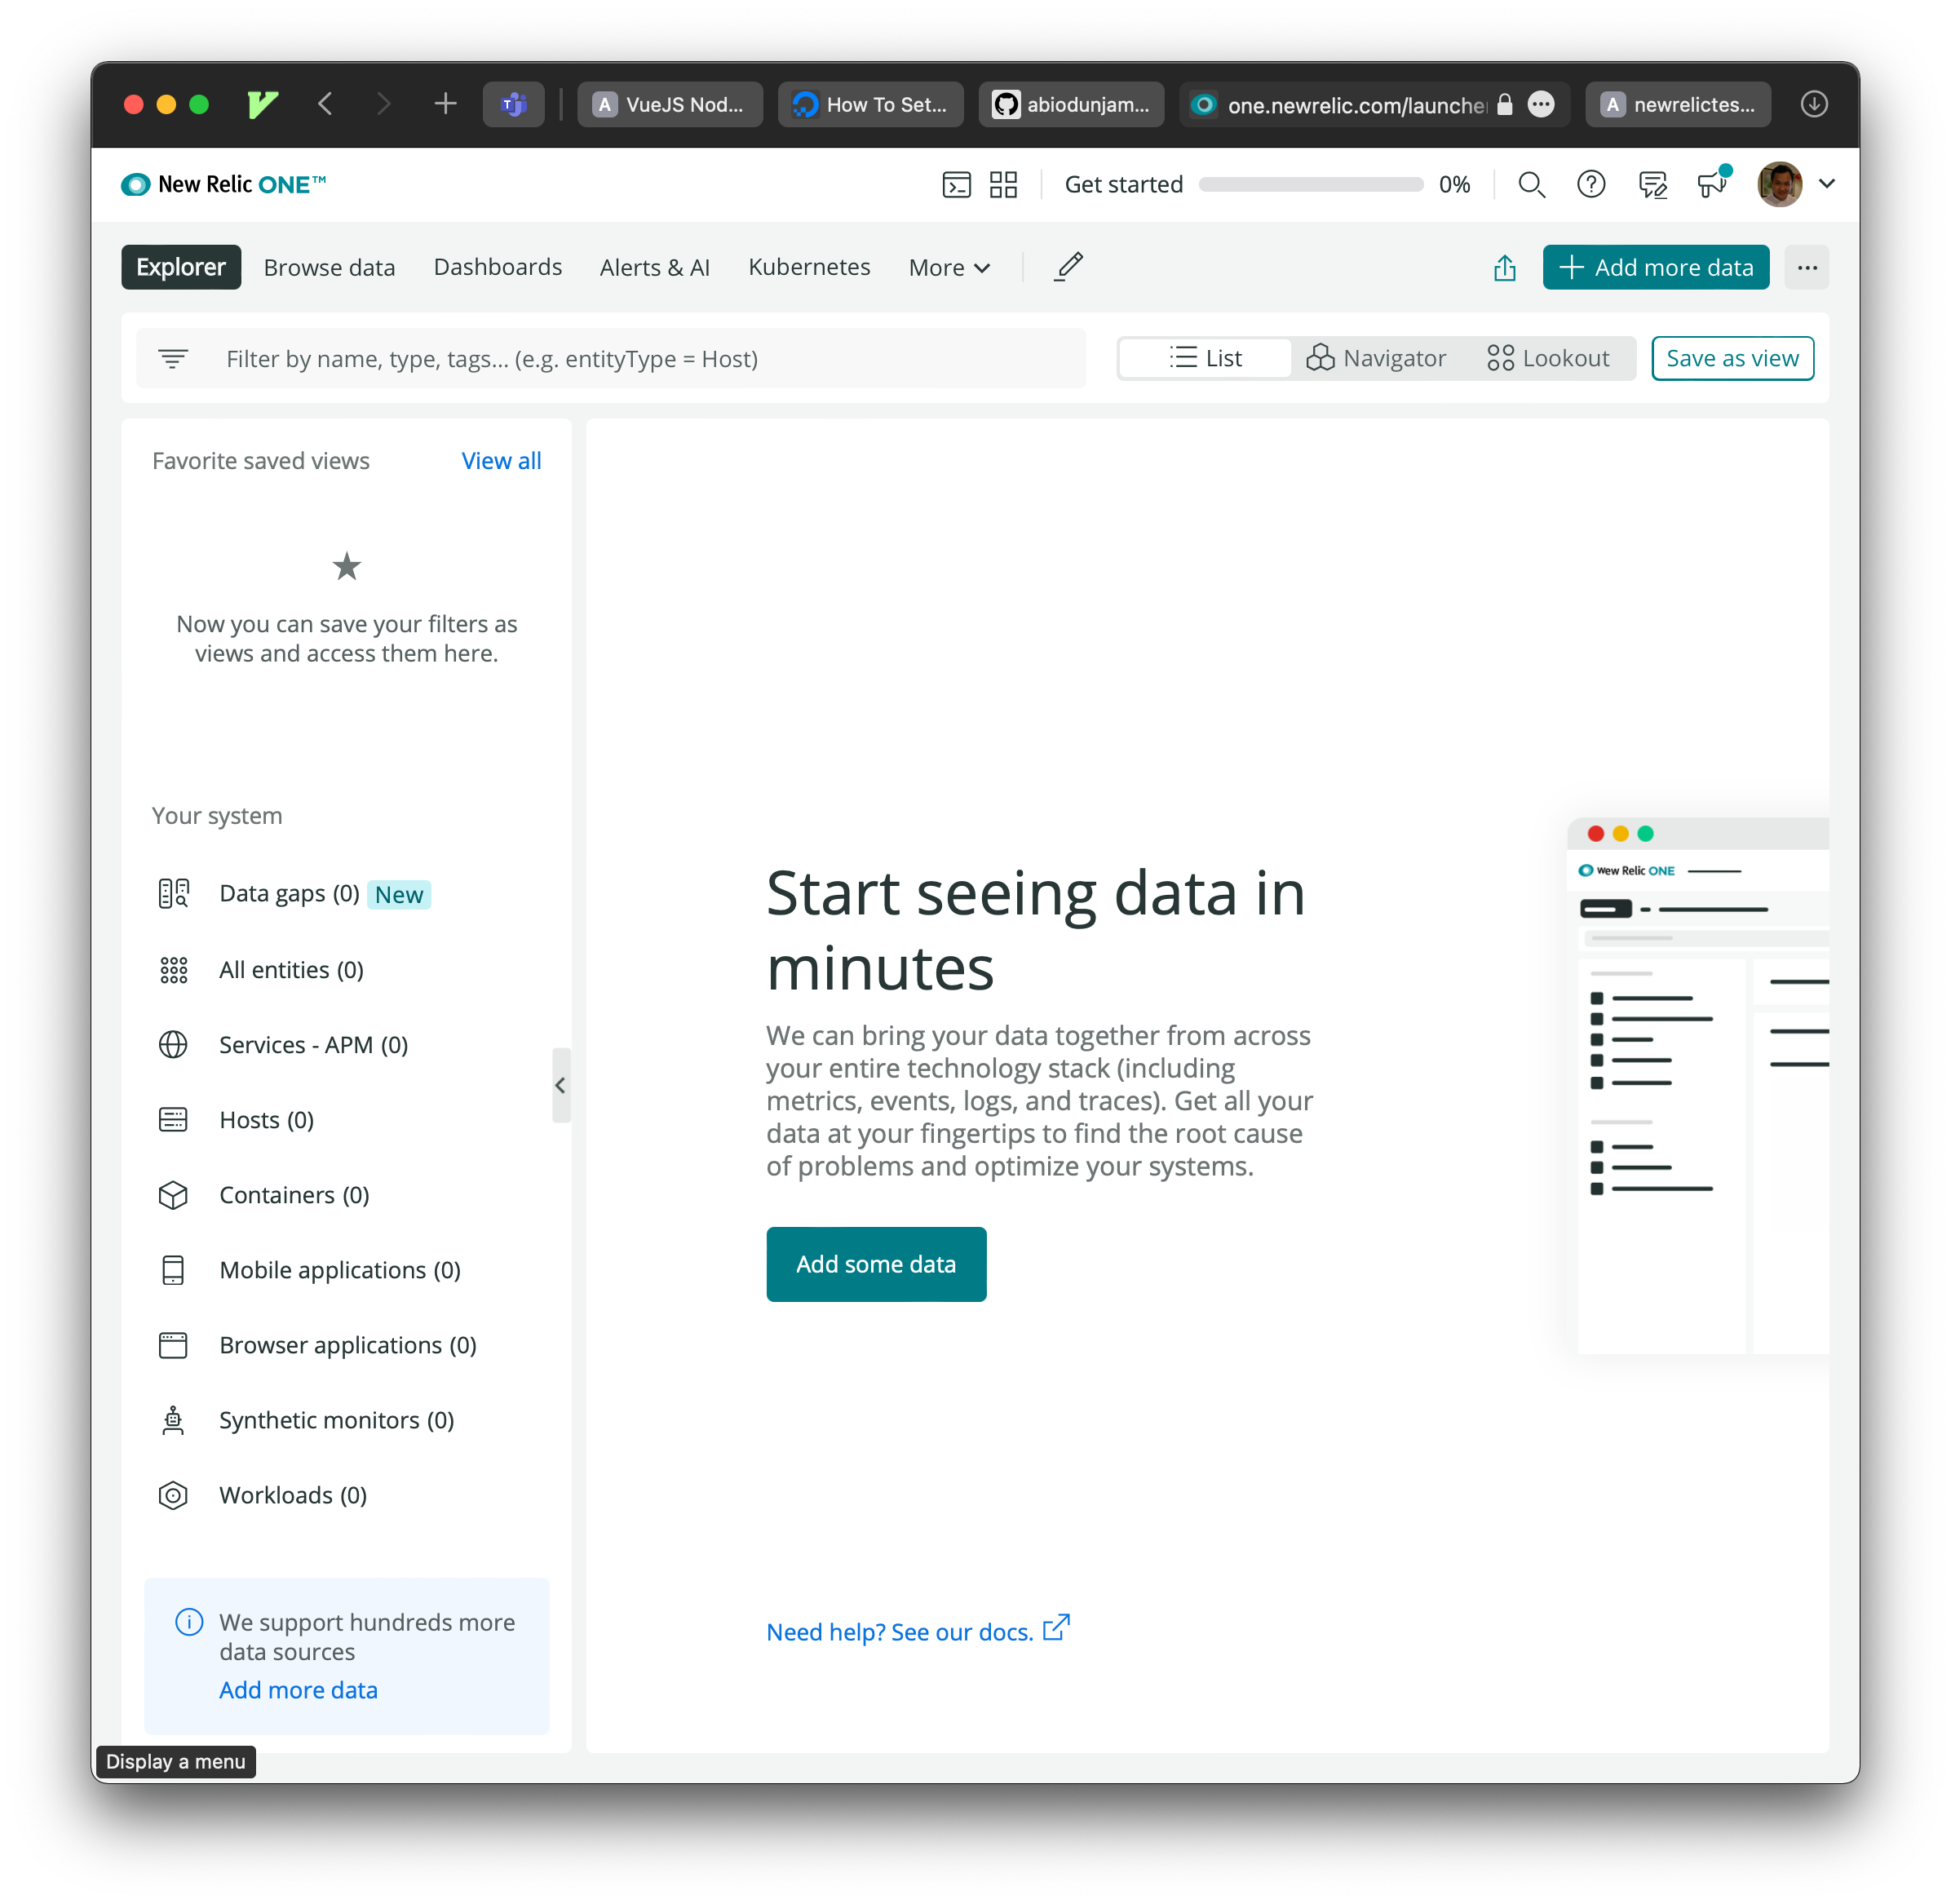 VueJS Nod...
How To Set...
abiodunjam...
one.newrelic.com/launche
A newrelictes...
New Relic ONE™
Get started
0%
Explorer
Browse data
Dashboards
Alerts & AI
Kubernetes
More
Add more data
Filter by name, type, tags... (e.g. entityType = Host)
List
Navigator
Lookout
Save as view
Favorite saved views
View all
Now you can save your filters as
views and access them here.
Your system
Data gaps (0) New
All entities (0)
Services - APM (0)
Hosts (0)
Containers (0)
Mobile applications (0)
Browser applications (0)
Synthetic monitors (0)
Workloads (0)
We support hundreds more
data sources
Add more data
Display a menu
Start seeing data in
minutes
We can bring your data together from across
your entire technology stack (including
metrics, events, logs, and traces). Get all your
data at your fingertips to find the root cause
of problems and optimize your systems.
Add some data
Need help? See our docs.
Wew Relic ONE